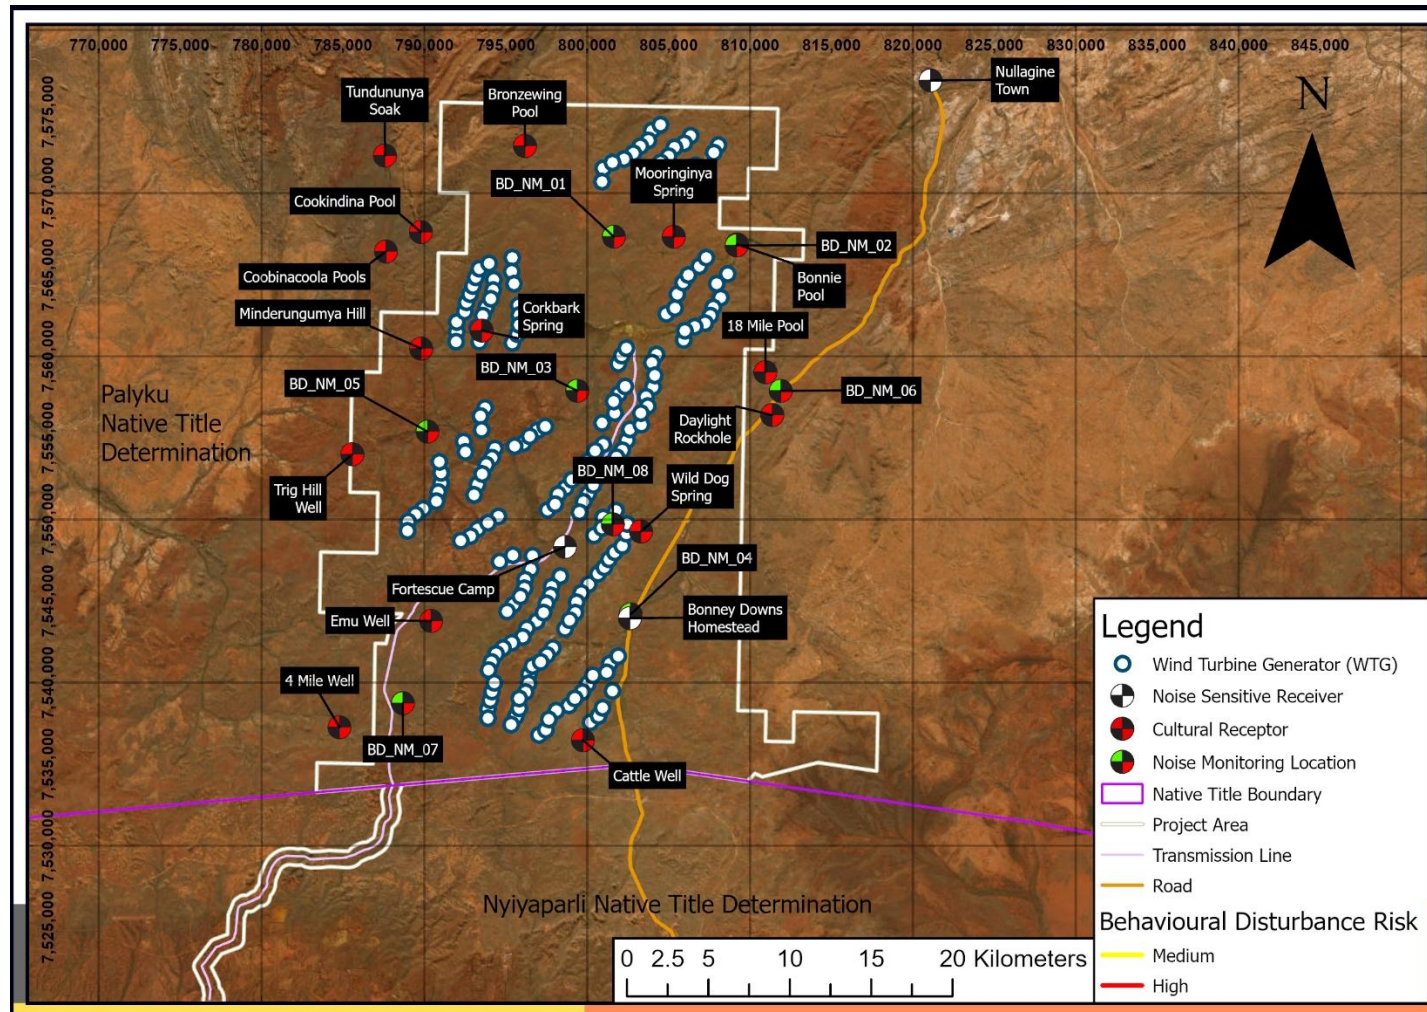 770,000 775,000 780,000 785,000 790,000 795,000 800,000 805,000 810,000 815,000 820,000 825,000 830,000 835,000 840,000 845,000
7,575,000
7,570,000
7,565,000
7,560,000
7,555,000
7,550,000
7,545,000
7,540,000
7,535,000
7,530,000
7,525,000
N
Nullagine
Town
Tundununya
Soak
Bronzewing
Pool
BD_NM_01
Mooringinya
Spring
Cookindina Pool
BD_NM_02
Coobinacoola Pools
Bonnie
Pool
Minderungumya Hill
Corkbark
Spring
18 Mile Pool
BD_NM_03
BD_NM_05
BD_NM_06
Palyku
Native Title
Determination
Daylight
Rockhole
BD_NM_08
Wild Dog
Spring
Trig Hill
Well
BD_NM_04
Fortescue Camp
Bonney Downs
Homestead
Emu Well
4 Mile Well
BD_NM_07
Cattle Well
Nyiyaparli Native Title Determination
0 2.5 5 10 15 20 Kilometers
Legend
Wind Turbine Generator (WTG)
Noise Sensitive Receiver
Cultural Receptor
Noise Monitoring Location
Native Title Boundary
Project Area
Transmission Line
Road
Behavioural Disturbance Risk
Medium
High